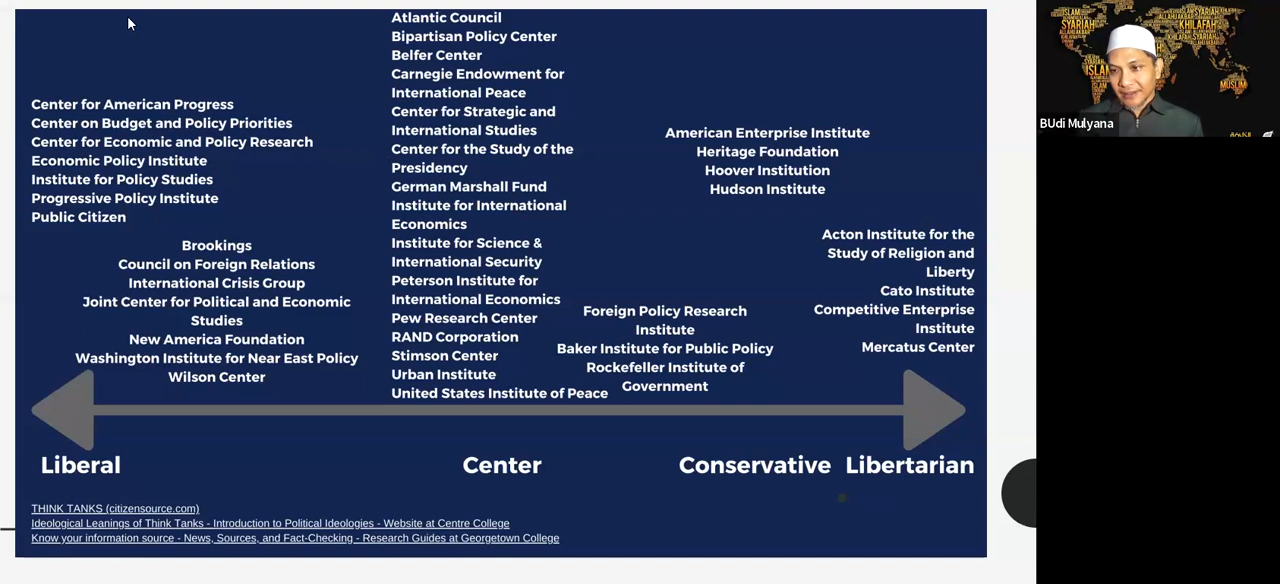 Center for American Progress
Center on Budget and Policy Priorities
Center for Economic and Policy Research
Economic Policy Institute
Institute for Policy Studies
Progressive Policy Institute
Public Citizen
Brookings
Council on Foreign Relations
International Crisis Group
Joint Center for Political and Economic
Studies
New America Foundation
Washington Institute for Near East Policy
Wilson Center
Atlantic Council
Bipartisan Policy Center
Belfer Center
Carnegie Endowment for
International Peace
Center for Strategic and
International Studies
Center for the Study of the
Presidency
German Marshall Fund
Institute for International
Economics
Institute for Science &
International Security
Peterson Institute for
International Economics
Pew Research Center
RAND Corporation
Stimson Center
Urban Institute
United States Institute of Peace
Foreign Policy Research
Institute
Baker Institute for Public Policy
Rockefeller Institute of
Government
American Enterprise Institute
Heritage Foundation
Hoover Institution
Hudson Institute
Acton Institute for the
Study of Religion and
Liberty
Cato Institute
Competitive Enterprise
Institute
Mercatus Center
Liberal
Center
Conservative
Libertarian
THINK TANKS (citizensource.com)
Ideological Leanings of Think Tanks - Introduction to Political Ideologies - Website at Centre College
Know your information source - News, Sources, and Fact-Checking - Research Guides at Georgetown College
ISLAM
SYARIAH
ALLAHUAKBAR
KHILAFAH
SYARIAH
MUSLIM
BUdi Mulyana